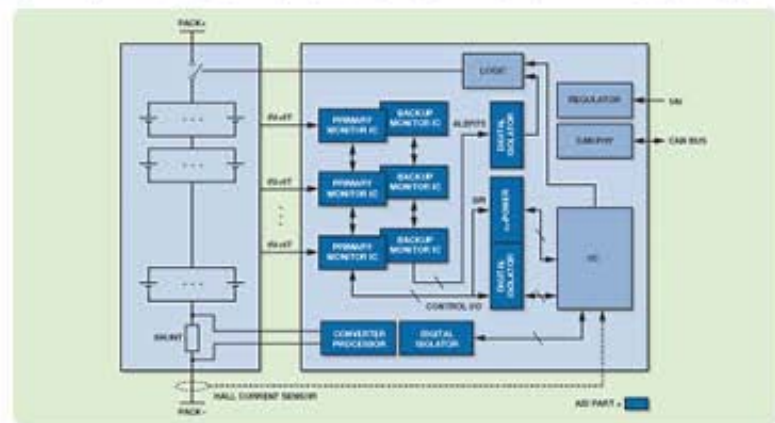 PACK+
LOGIC
REGULATOR
CAN PHY
CAN BUS
PRIMARY
MONITOR IC
BACKUP
MONITOR IC
ALERTS
DIGITAL
ISOLATOR
PRIMARY
MONITOR IC
BACKUP
MONITOR IC
SPI
PRIMARY
MONITOR IC
BACKUP
MONITOR IC
DIGITAL
ISOLATOR
CONTROL I/O
SHUNT
CONVERTER
PROCESSOR
DIGITAL
ISOLATOR
HALL CURRENT SENSOR
PACK–
ADI PART =